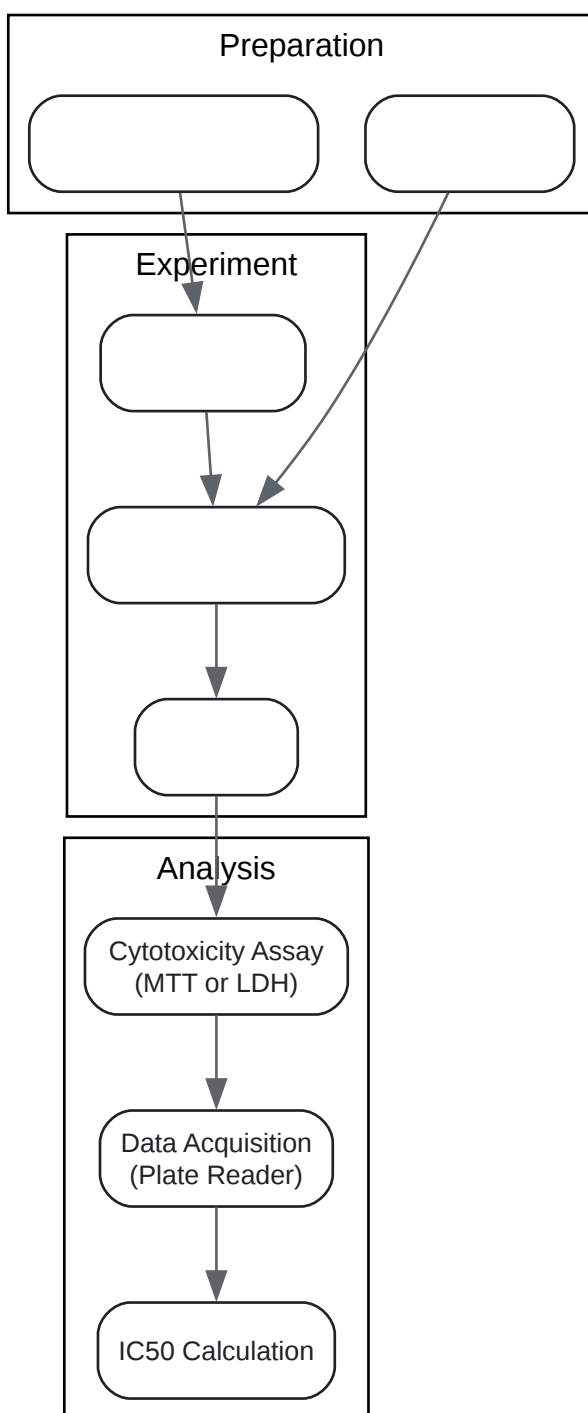 Preparation
Experiment
Analysis
Cytotoxicity Assay
(MTT or LDH)
Data Acquisition
(Plate Reader)
IC50 Calculation